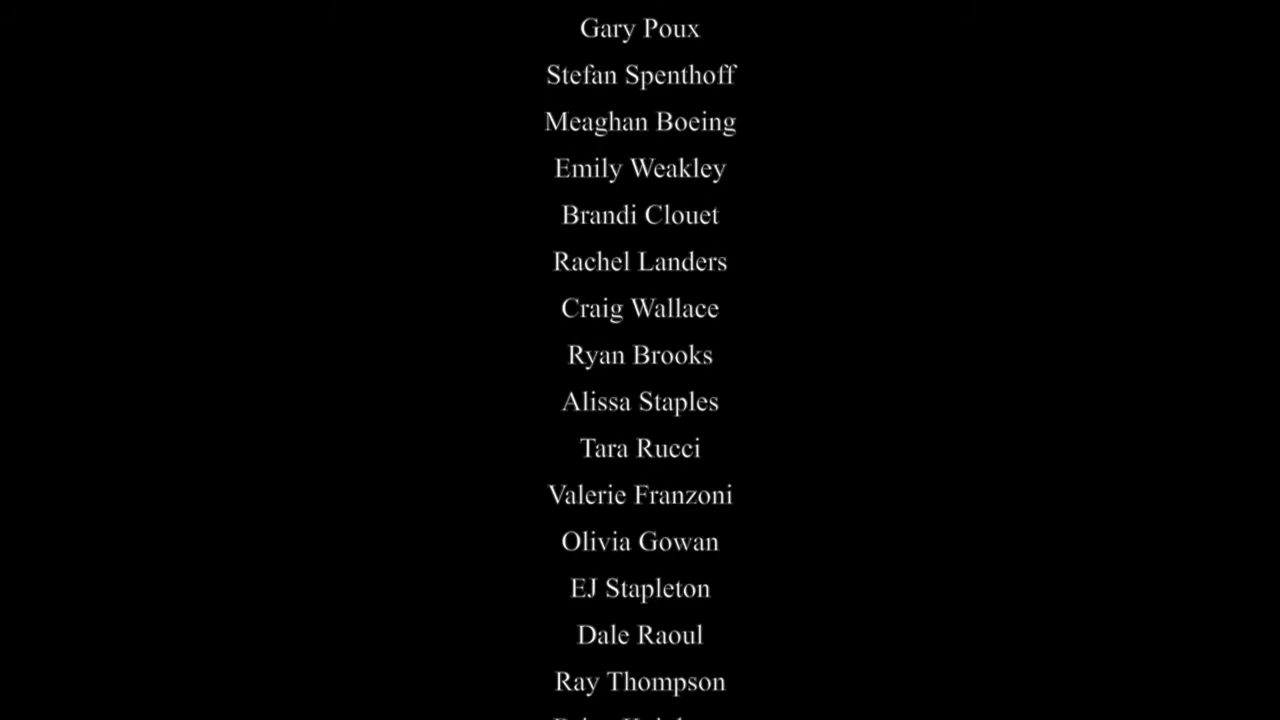 Gary Poux
Stefan Spenthoff
Meaghan Boeing
Emily Weakley
Brandi Clouet
Rachel Landers
Craig Wallace
Ryan Brooks
Alissa Staples
Tara Rucci
Valerie Franzoni
Olivia Gowan
EJ Stapleton
Dale Raoul
Ray Thompson